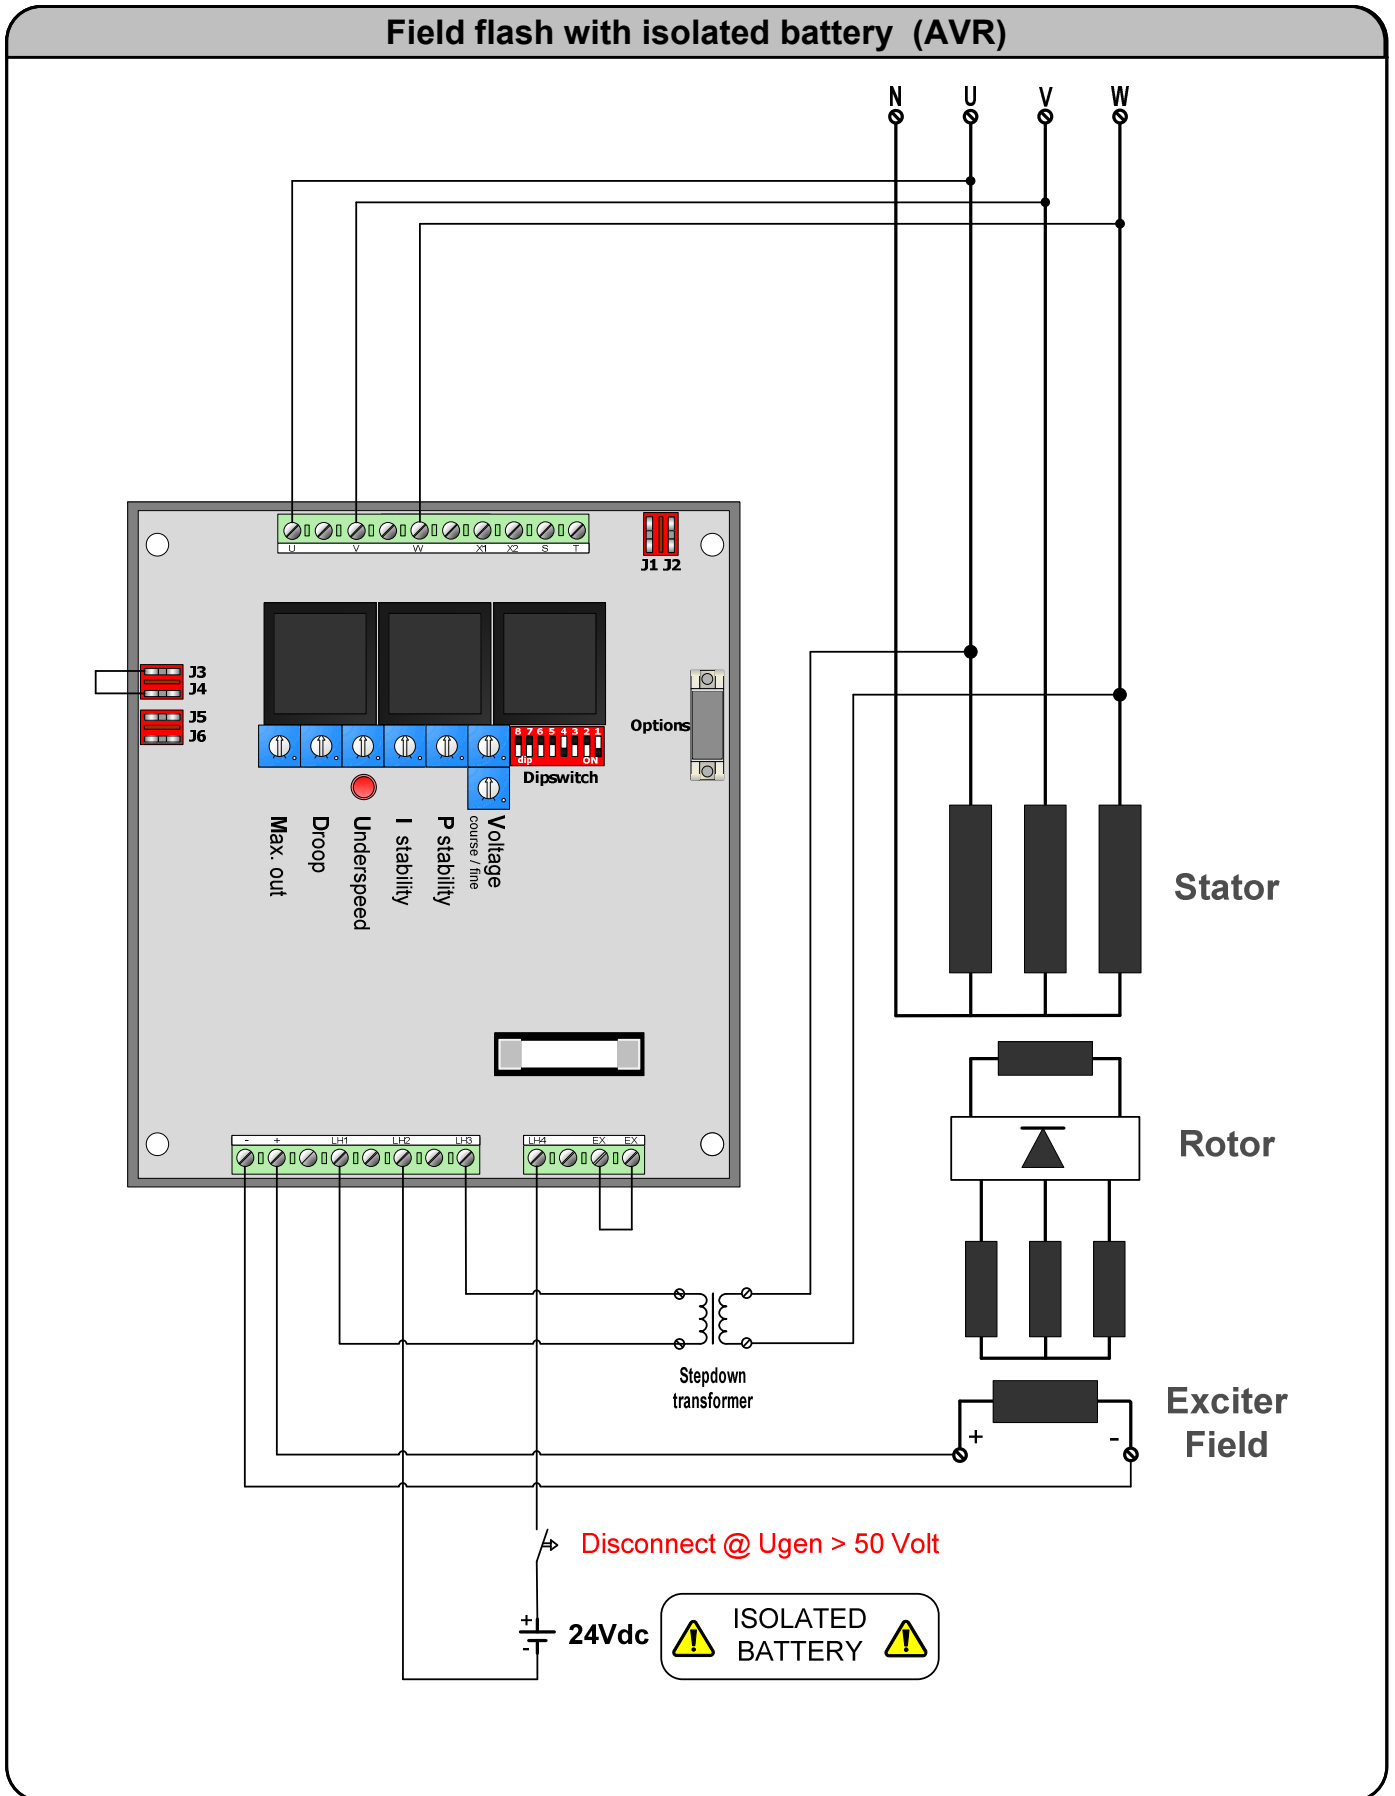 Field flash with isolated battery (AVR)
N U V W
U V W X1 X2 S T
J1 J2
J3
J4
J5
J6
Options
8 7 6 5 4 3 2 1
dip ON
Dipswitch
Max. out
Droop
Underspeed
I stability
P stability
Voltage
course / fine
Stator
Rotor
- + LH1 LH2 LH3 LH4 EX EX
Stepdown
transformer
Exciter
Field
+ -
Disconnect @ Ugen > 50 Volt
+
-
24Vdc
! ISOLATED !
BATTERY